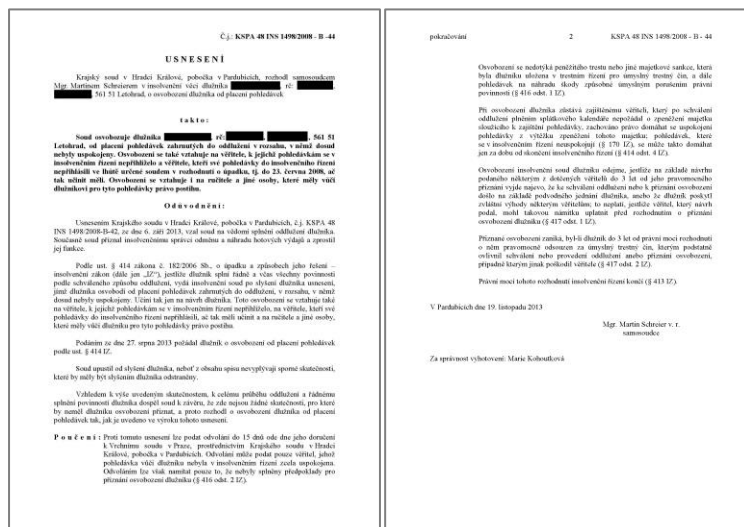 Č.j.: KSPA 48 INS 1498/2008 - B -44
U S N E S E N Í
Krajský soud v Hradci Králové, pobočka v Pardubicích, rozhodl samosoudcem
Mgr. Martinem Schreierem v insolvenční věci dlužníka , rč: ,
, 561 51 Letohrad, o osvobození dlužníka od placení pohledávek
t a k t o :
Soud osvobozuje dlužníka , rč: , , 561 51
Letohrad, od placení pohledávek zahrnutých do oddlužení v rozsahu, v němž dosud
nebyly uspokojeny. Osvobození se také vztahuje na věřitele, k jejichž pohledávkám se v
insolvenčním řízení nepřihlíželo a věřitele, kteří své pohledávky do insolvenčního řízení
nepřihlásili ve lhůtě určené soudem v rozhodnutí o úpadku, tj. do 23. června 2008, ač
tak učinit měli. Osvobození se vztahuje i na ručitele a jiné osoby, které měly vůči
dlužníkovi pro tyto pohledávky právo postihu.
O d ů v o d n ě n í :
Usnesením Krajského soudu v Hradci Králové, pobočka v Pardubicích, č.j. KSPA 48
INS 1498/2008-B-42, ze dne 6. září 2013, vzal soud na vědomí splnění oddlužení dlužníka.
Současně soud přiznal insolvenčnímu správci odměnu a náhradu hotových výdajů a zprostil
jej funkce.
Podle ust. § 414 zákona č. 182/2006 Sb., o úpadku a způsobech jeho řešení –
insolvenční zákon (dále jen „IZ“), jestliže dlužník splní řádně a včas všechny povinnosti
podle schváleného způsobu oddlužení, vydá insolvenční soud po slyšení dlužníka usnesení,
jímž dlužníka osvobodí od placení pohledávek zahrnutých do oddlužení, v rozsahu, v němž
dosud nebyly uspokojeny. Učiní tak jen na návrh dlužníka. Toto osvobození se vztahuje také
na věřitele, k jejichž pohledávkám se v insolvenčním řízení nepřihlíželo, na věřitele, kteří své
pohledávky do insolvenčního řízení nepřihlásili, ač tak měli učinit a na ručitele a jiné osoby,
které měly vůči dlužníkovi pro tyto pohledávky právo postihu.
Podáním ze dne 27. srpna 2013 požádal dlužník o osvobození od placení pohledávek
podle ust. § 414 IZ.
Soud upustil od slyšení dlužníka, neboť z obsahu spisu nevyplývají sporné skutečnosti,
které by měly být slyšením dlužníka odstraněny.
Vzhledem k výše uvedeným skutečnostem, k celému průběhu oddlužení a řádnému
splnění povinností dlužníka dospěl soud k závěru, že zde nejsou žádné skutečnosti, pro které
by neměl dlužníku osvobození přiznat, a proto rozhodl o osvobození dlužníka od placení
pohledávek tak, jak je uvedeno ve výroku tohoto usnesení.
P o u č e n í : Proti tomuto usnesení lze podat odvolání do 15 dnů ode dne jeho doručení
k Vrchnímu soudu v Praze, prostřednictvím Krajského soudu v Hradci
Králové, pobočka v Pardubicích. Odvolání může podat pouze věřitel, jehož
pohledávka vůči dlužníku nebyla v insolvenčním řízení zcela uspokojena.
Odvoláním lze však namítat pouze to, že nebyly splněny předpoklady pro
přiznání osvobození dlužníku (§ 416 odst. 2 IZ).
pokračování 2 KSPA 48 INS 1498/2008 - B - 44
Osvobození se nedotýká peněžitého trestu nebo jiné majetkové sankce, která
byla dlužníku uložena v trestním řízení pro úmyslný trestný čin, a dále
pohledávek na náhradu škody způsobené úmyslným porušením právní
povinnosti (§ 416 odst. 1 IZ).
Při osvobození dlužníka zůstává zajištěnému věřiteli, který po schválení
oddlužení plněním splátkového kalendáře nepožádal o zpeněžení majetku
sloužícího k zajištění pohledávky, zachováno právo domáhat se uspokojení
pohledávky z výtěžku zpeněžení tohoto majetku; pohledávek, které
se v insolvenčním řízení neuspokojují (§ 170 IZ), se může takto domáhat
jen za dobu od skončení insolvenčního řízení (§ 414 odst. 4 IZ).
Osvobození insolvenční soud dlužníkovi odejme, jestliže na základě návrhu
podaného některým z dotčených věřitelů do 3 let od jeho pravomocného
přiznání vyjde najevo, že ke schválení oddlužení nebo k přiznání osvobození
došlo na základě podvodného jednání dlužníka, anebo že dlužník poskytl
zvláštní výhody některým věřitelům; to neplatí, jestliže věřitel, který návrh
podal, mohl takovou námitku uplatnit před rozhodnutím o přiznání
osvobození dlužníku (§ 417 odst. 1 IZ).
Přiznané osvobození zaniká, byl-li dlužník do 3 let od právní moci rozhodnutí
o něm pravomocně odsouzen za úmyslný trestný čin, kterým podstatně
ovlivnil schválení nebo provedení oddlužení anebo přiznání osvobození,
případně kterým jinak poškodil věřitele (§ 417 odst. 2 IZ).
Právní mocí tohoto rozhodnutí insolvenční řízení končí (§ 413 IZ).
V Pardubicích dne 19. listopadu 2013
Mgr. Martin Schreier v. r.
samosoudce
Za správnost vyhotovení: Marie Kohoutková